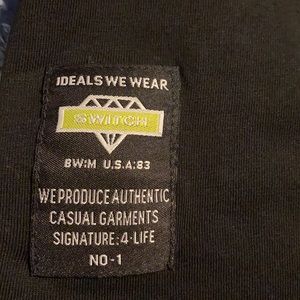 IDEALS WE WEAR
SWITCH
BW:M U.S.A:83
WE PRODUCE AUTHENTIC
CASUAL GARMENTS
SIGNATURE:4-LIFE
NO-1